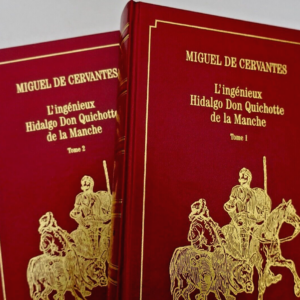 MIGUEL DE CERVANTES
L'ingénieux
Hidalgo Don Quichotte
de la Manche
Tome 2
MIGUEL DE CERVANTES
L'ingénieux
Hidalgo Don Quichotte
de la Manche
Tome 1